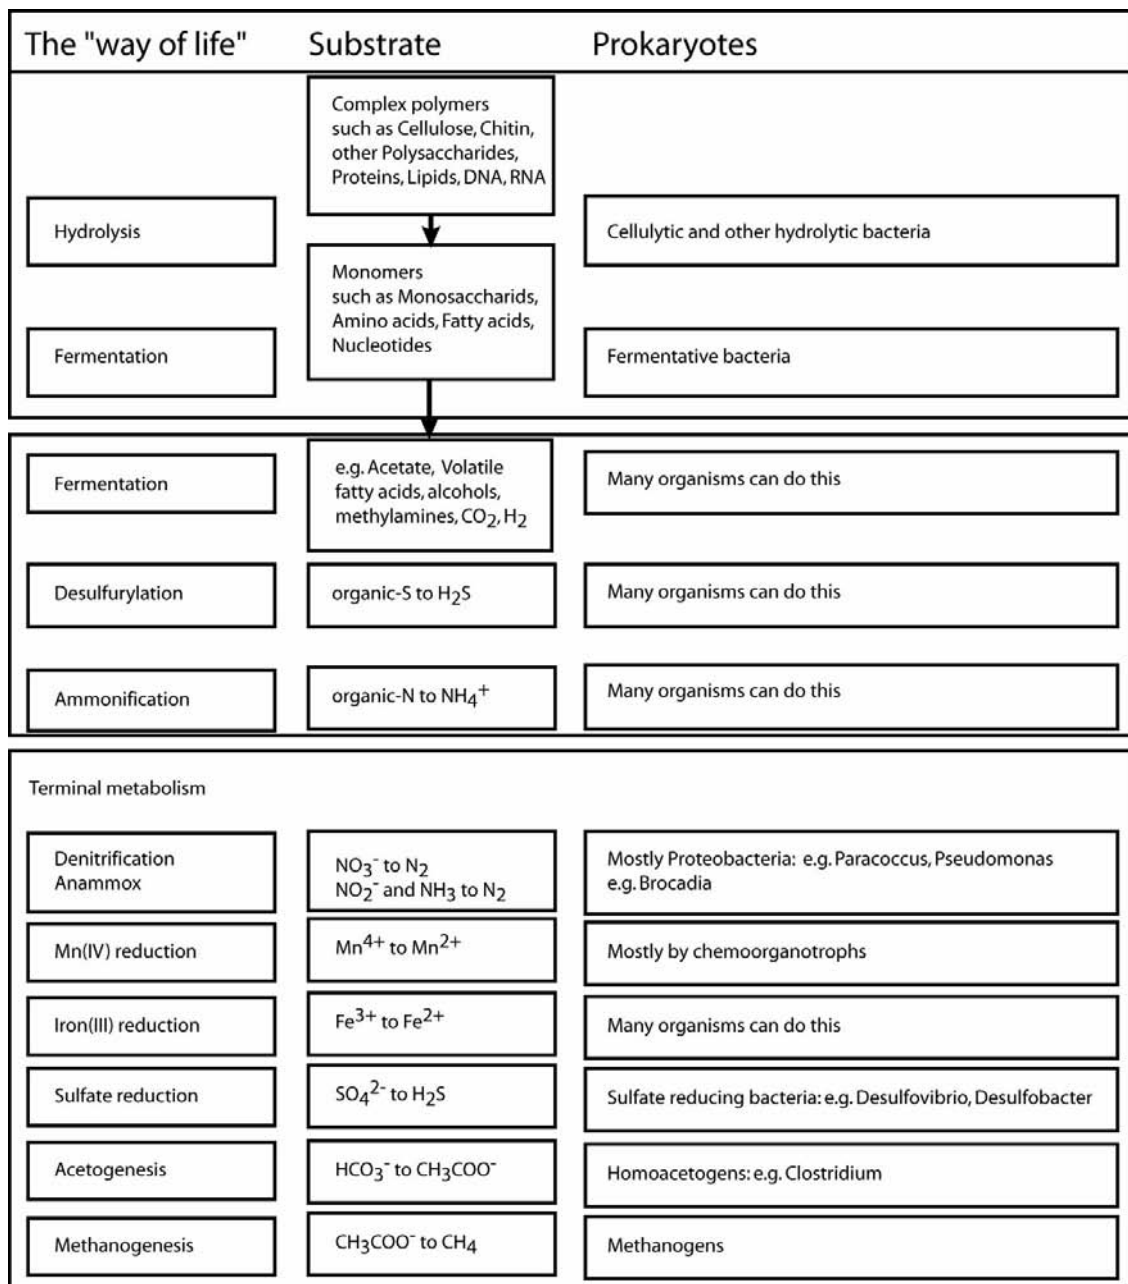 The "way of life" Substrate Prokaryotes
Complex polymers
such as Cellulose, Chitin,
other Polysaccharides,
Proteins, Lipids, DNA, RNA
Hydrolysis
Cellulytic and other hydrolytic bacteria
Monomers
such as Monosaccharids,
Amino acids, Fatty acids,
Nucleotides
Fermentation
Fermentative bacteria
Fermentation
e.g. Acetate, Volatile
fatty acids, alcohols,
methylamines, CO₂, H₂
Many organisms can do this
Desulfurylation
organic-S to H₂S
Many organisms can do this
Ammonification
organic-N to NH₄⁺
Many organisms can do this
Terminal metabolism
Denitrification
Anammox
NO₃⁻ to N₂
NO₂⁻ and NH₃ to N₂
Mostly Proteobacteria: e.g. Paracoccus, Pseudomonas
e.g. Brocadia
Mn(IV) reduction
Mn⁴⁺ to Mn²⁺
Mostly by chemoorganotrophs
Iron(III) reduction
Fe³⁺ to Fe²⁺
Many organisms can do this
Sulfate reduction
SO₄²⁻ to H₂S
Sulfate reducing bacteria: e.g. Desulfovibrio, Desulfobacter
Acetogenesis
HCO₃⁻ to CH₃COO⁻
Homoacetogens: e.g. Clostridium
Methanogenesis
CH₃COO⁻ to CH₄
Methanogens